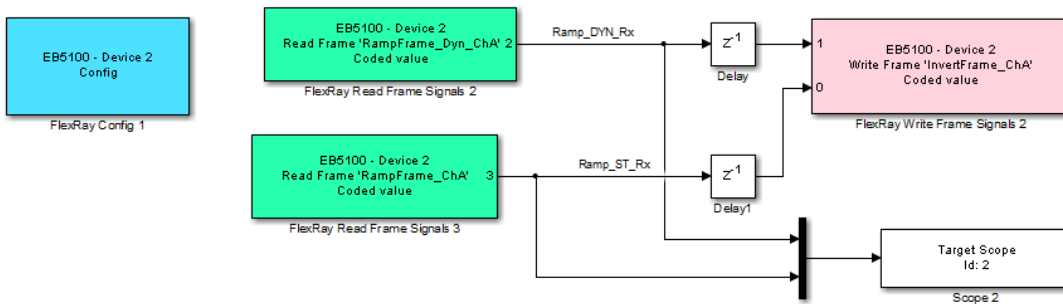 EB5100 - Device 2
Config
FlexRay Config 1
EB5100 - Device 2
Read Frame 'RampFrame_Dyn_ChA' 2
Coded value
FlexRay Read Frame Signals 2
Ramp_DYN_Rx
z-1
Delay
1
0
EB5100 - Device 2
Write Frame 'InvertFrame_ChA'
Coded value
FlexRay Write Frame Signals 2
EB5100 - Device 2
Read Frame 'RampFrame_ChA'
3
Coded value
FlexRay Read Frame Signals 3
Ramp_ST_Rx
z-1
Delay1
Target Scope
Id: 2
Scope 2